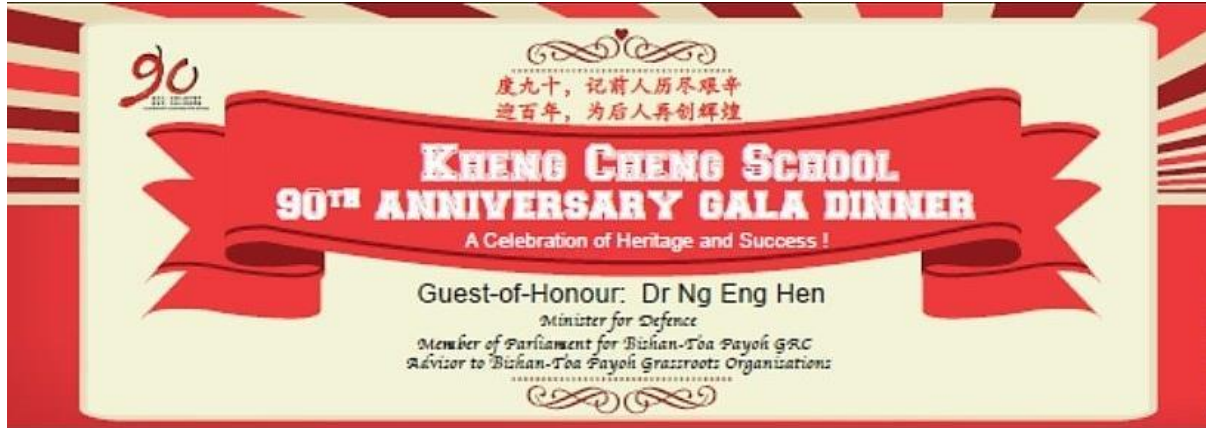 90
度九十，记前人历尽艰辛
迎百年，为后人再创辉煌
KHENG CHENG SCHOOL
90TH ANNIVERSARY GALA DINNER
A Celebration of Heritage and Success !
Guest-of-Honour: Dr Ng Eng Hen
Minister for Defence
Member of Parliament for Bishan-Toa Payoh GRC
Advisor to Bishan-Toa Payoh Grassroots Organisations